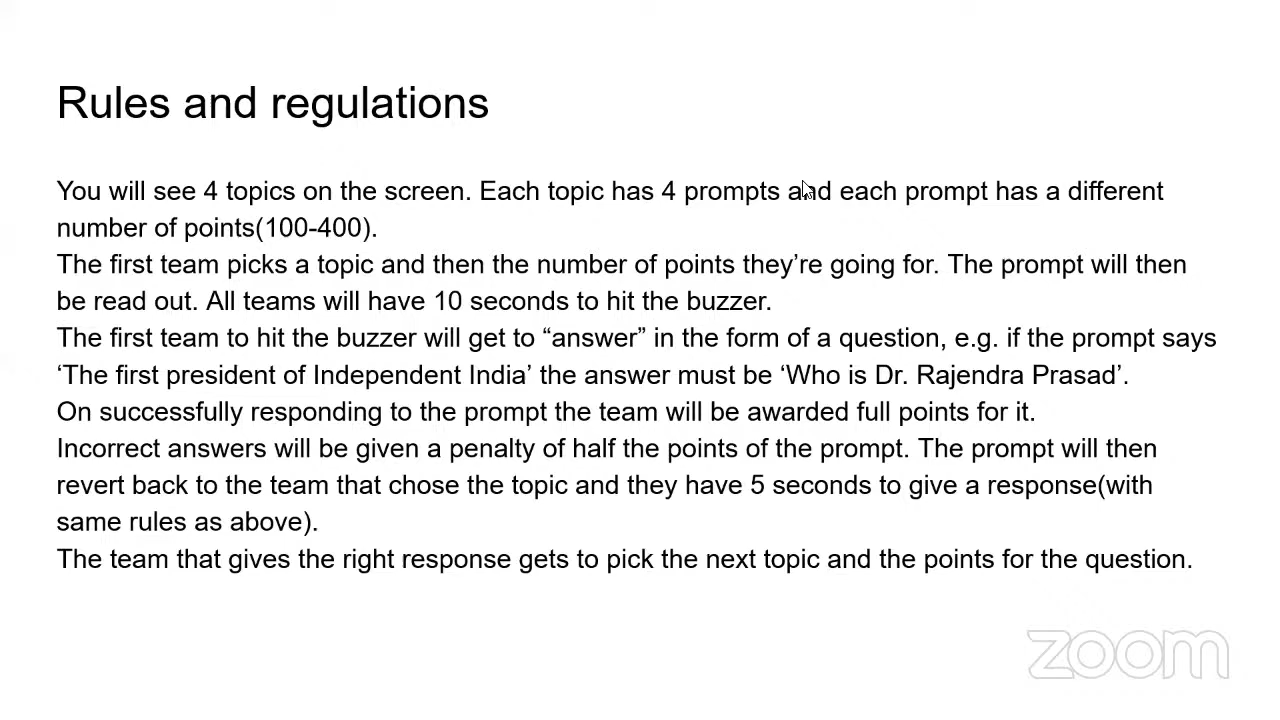 Rules and regulations
You will see 4 topics on the screen. Each topic has 4 prompts and each prompt has a different
number of points(100-400).
The first team picks a topic and then the number of points they’re going for. The prompt will then
be read out. All teams will have 10 seconds to hit the buzzer.
The first team to hit the buzzer will get to “answer” in the form of a question, e.g. if the prompt says
‘The first president of Independent India’ the answer must be ‘Who is Dr. Rajendra Prasad’.
On successfully responding to the prompt the team will be awarded full points for it.
Incorrect answers will be given a penalty of half the points of the prompt. The prompt will then
revert back to the team that chose the topic and they have 5 seconds to give a response(with
same rules as above).
The team that gives the right response gets to pick the next topic and the points for the question.
zoom